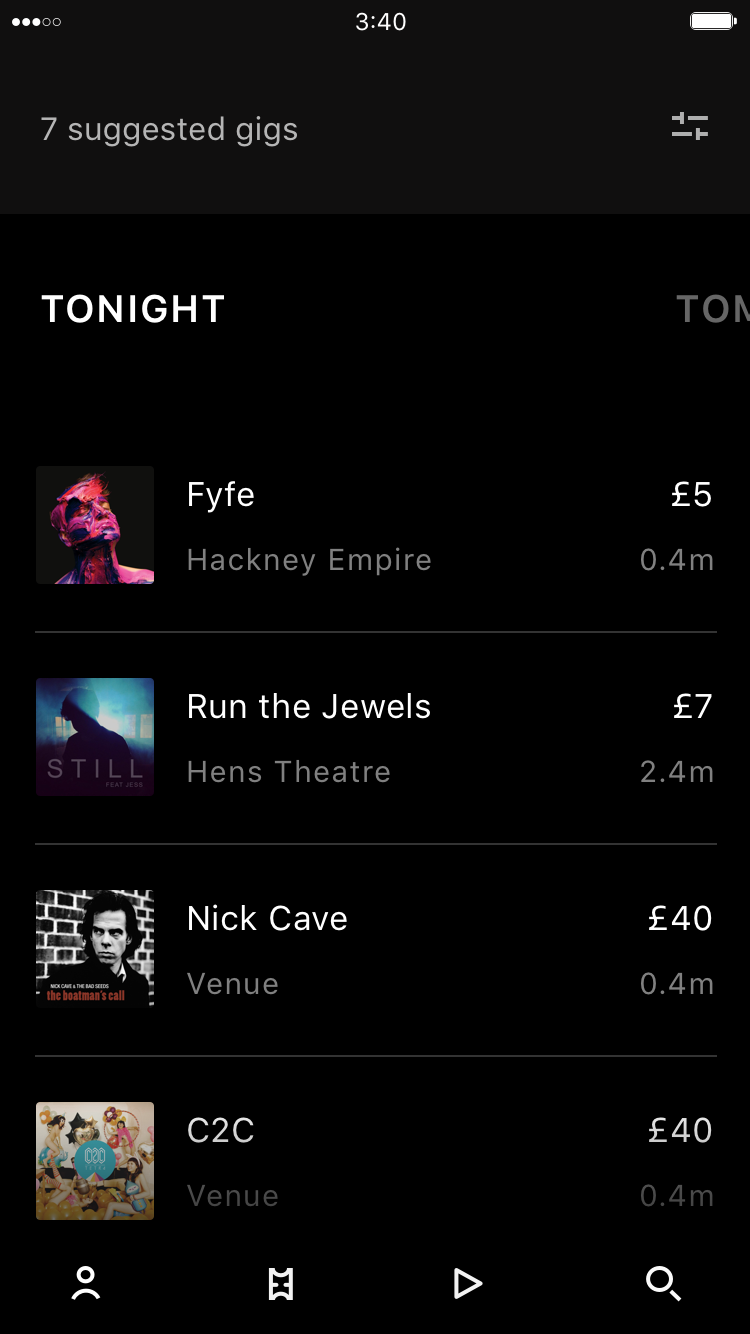 3:40
7 suggested gigs
TONIGHT
TOM
Fyfe
£5
Hackney Empire
0.4m
Run the Jewels
£7
STILL
FEAT JESS
Hens Theatre
2.4m
Nick Cave
£40
NICK CAVE & THE BAD SEEDS
the boatman's call
Venue
0.4m
C2C
£40
C2C
Venue
0.4m